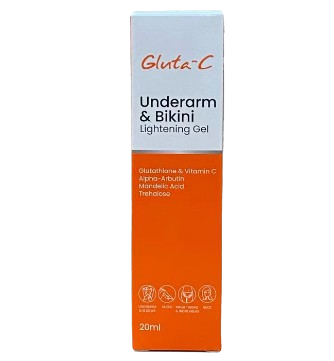 Gluta-C
Underarm
& Bikini
Lightening Gel
Glutathione & Vitamin C
Alpha-Arbutin
Mandelic Acid
Trehalose
20ml